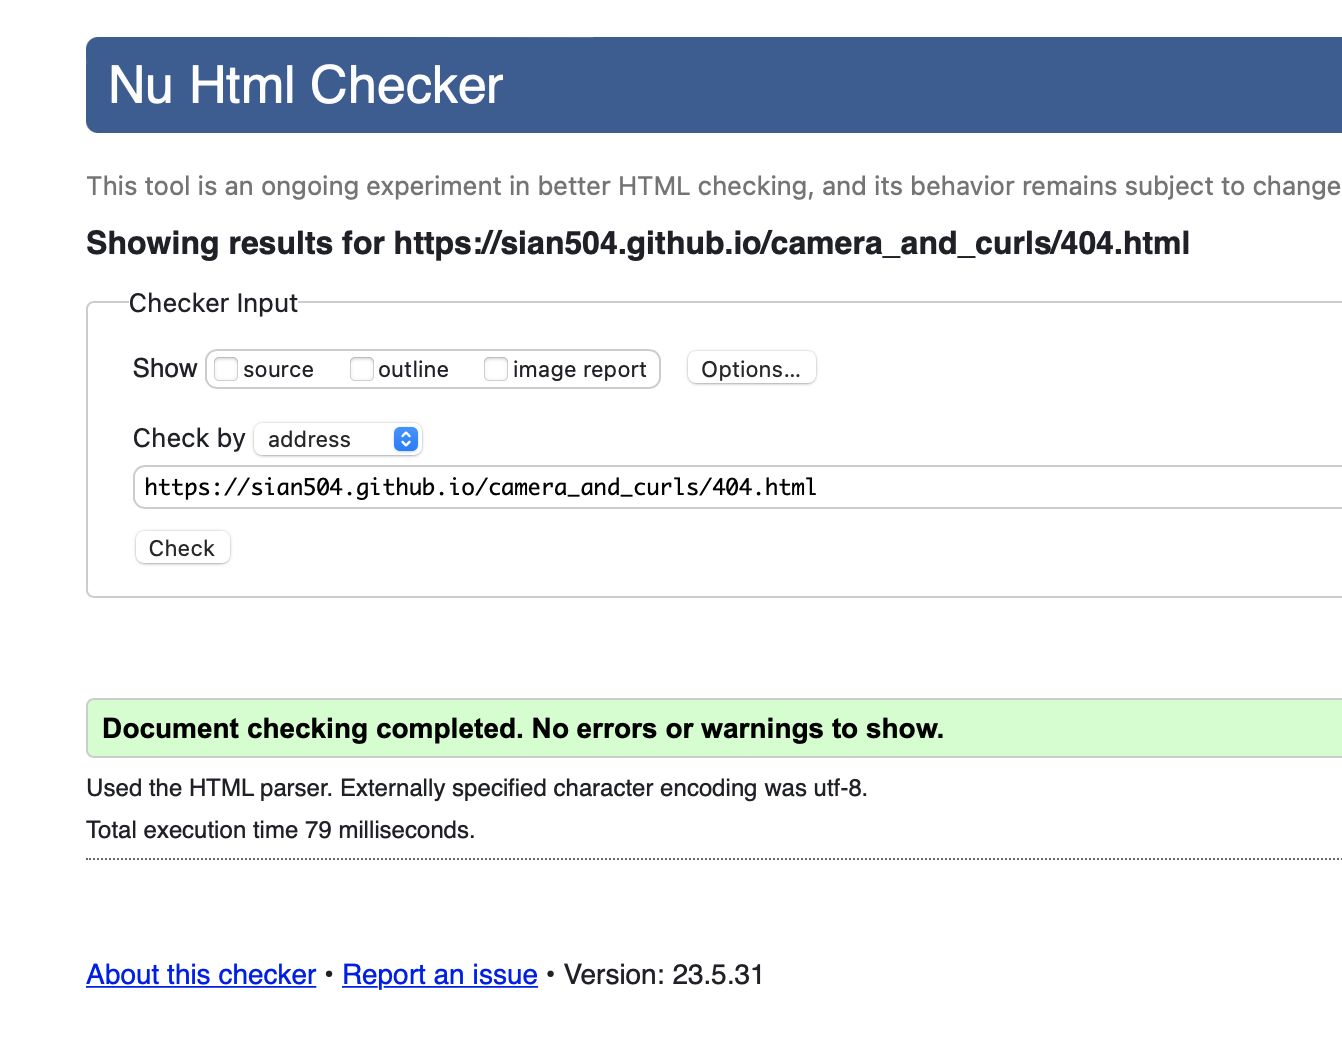 Nu Html Checker
This tool is an ongoing experiment in better HTML checking, and its behavior remains subject to change
Showing results for https://sian504.github.io/camera_and_curls/404.html
Checker Input
Show source outline image report Options...
Check by address
https://sian504.github.io/camera_and_curls/404.html
Check
Document checking completed. No errors or warnings to show.
Used the HTML parser. Externally specified character encoding was utf-8.
Total execution time 79 milliseconds.
About this checker • Report an issue • Version: 23.5.31